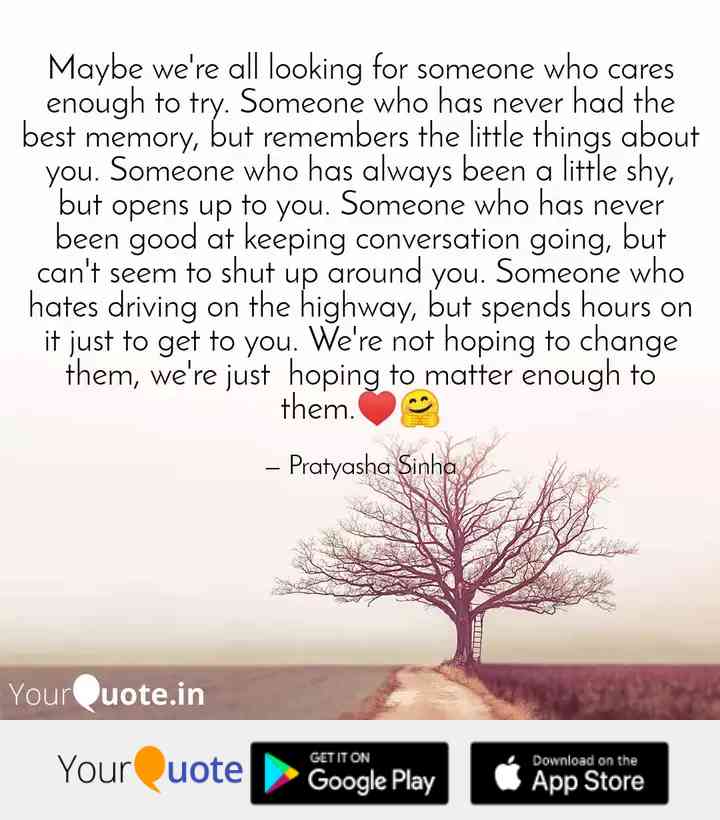 Maybe we're all looking for someone who cares
enough to try. Someone who has never had the
best memory, but remembers the little things about
you. Someone who has always been a little shy,
but opens up to you. Someone who has never
been good at keeping conversation going, but
can't seem to shut up around you. Someone who
hates driving on the highway, but spends hours on
it just to get to you. We're not hoping to change
them, we're just  hoping to matter enough to
them.❤️🤗
– Pratyasha Sinha
YourQuote.in
YourQuote
GET IT ON
Google Play
Download on the
App Store